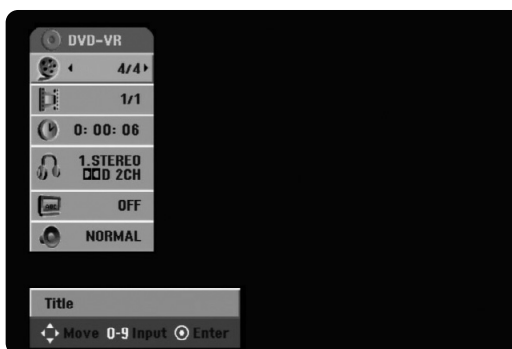 DVD-VR
4/4
1/1
0: 00: 06
1.STEREO
D 2CH
ABC
OFF
NORMAL
Title
Move 0-9 Input Enter